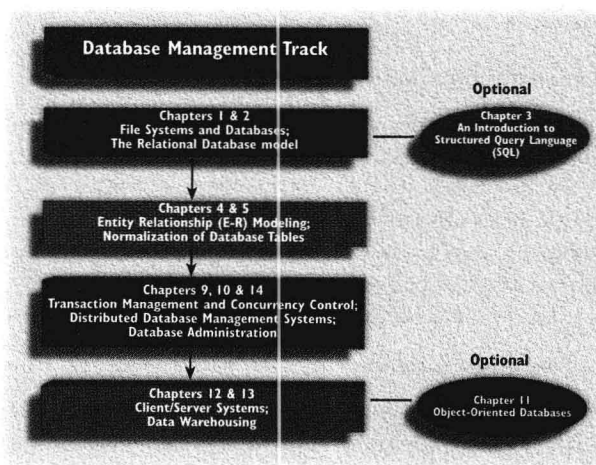 Database Management Track
Optional
Chapters 1 & 2
File Systems and Databases;
The Relational Database model
Chapter 3
An Introduction to
Structured Query Language
(SQL)
Chapters 4 & 5
Entity Relationship (E-R) Modeling;
Normalization of Database Tables
Chapters 9, 10 & 14
Transaction Management and Concurrency Control;
Distributed Database Management Systems;
Database Administration
Optional
Chapters 12 & 13
Client/Server Systems;
Data Warehousing
Chapter 11
Object-Oriented Databases